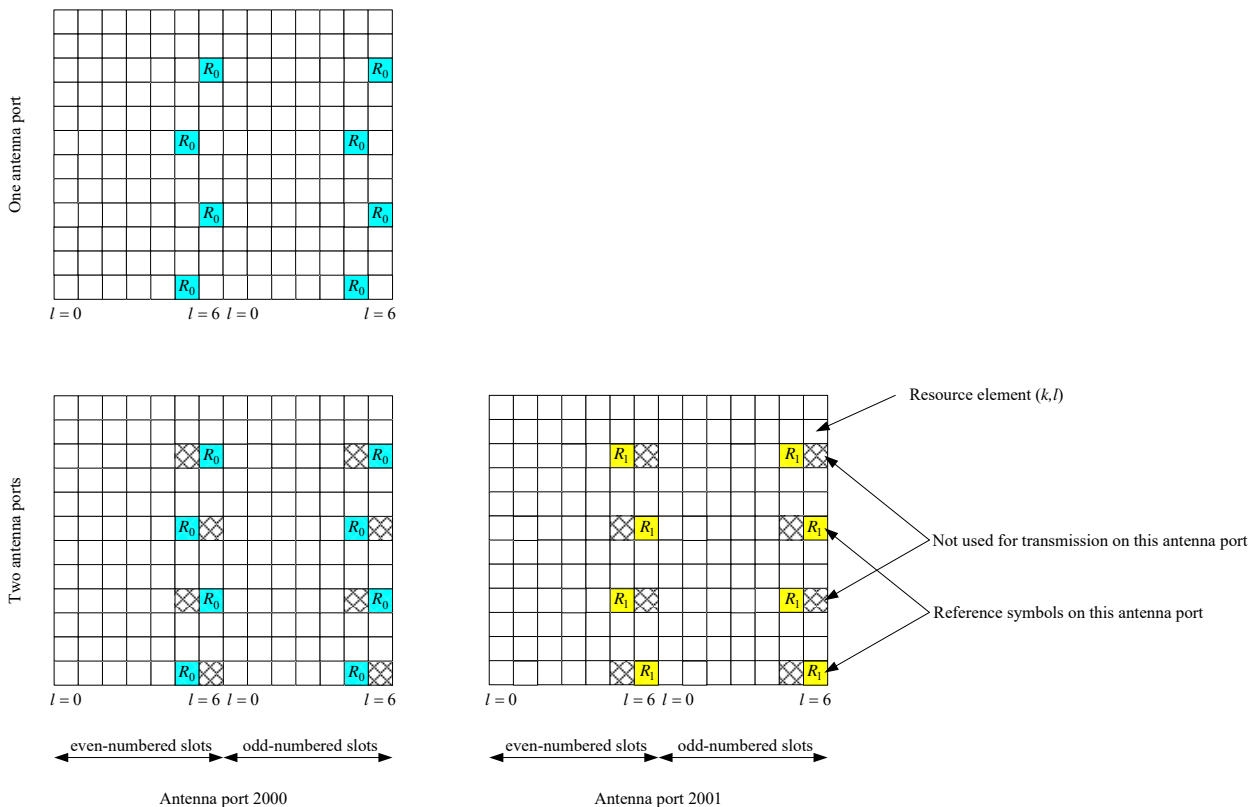 One antenna port
R0 R0
R0 R0
R0 R0
R0 R0
l = 0 l = 6 l = 0 l = 6
Two antenna ports
Resource element (k,l)
R0 R0 R1 R1
R0 R0 R1 R1
Not used for transmission on this antenna port
R0 R0 R1 R1
Reference symbols on this antenna port
R0 R0 R1 R1
l = 0 l = 6 l = 0 l = 6 l = 0 l = 6 l = 0 l = 6
even-numbered slots odd-numbered slots even-numbered slots odd-numbered slots
Antenna port 2000 Antenna port 2001